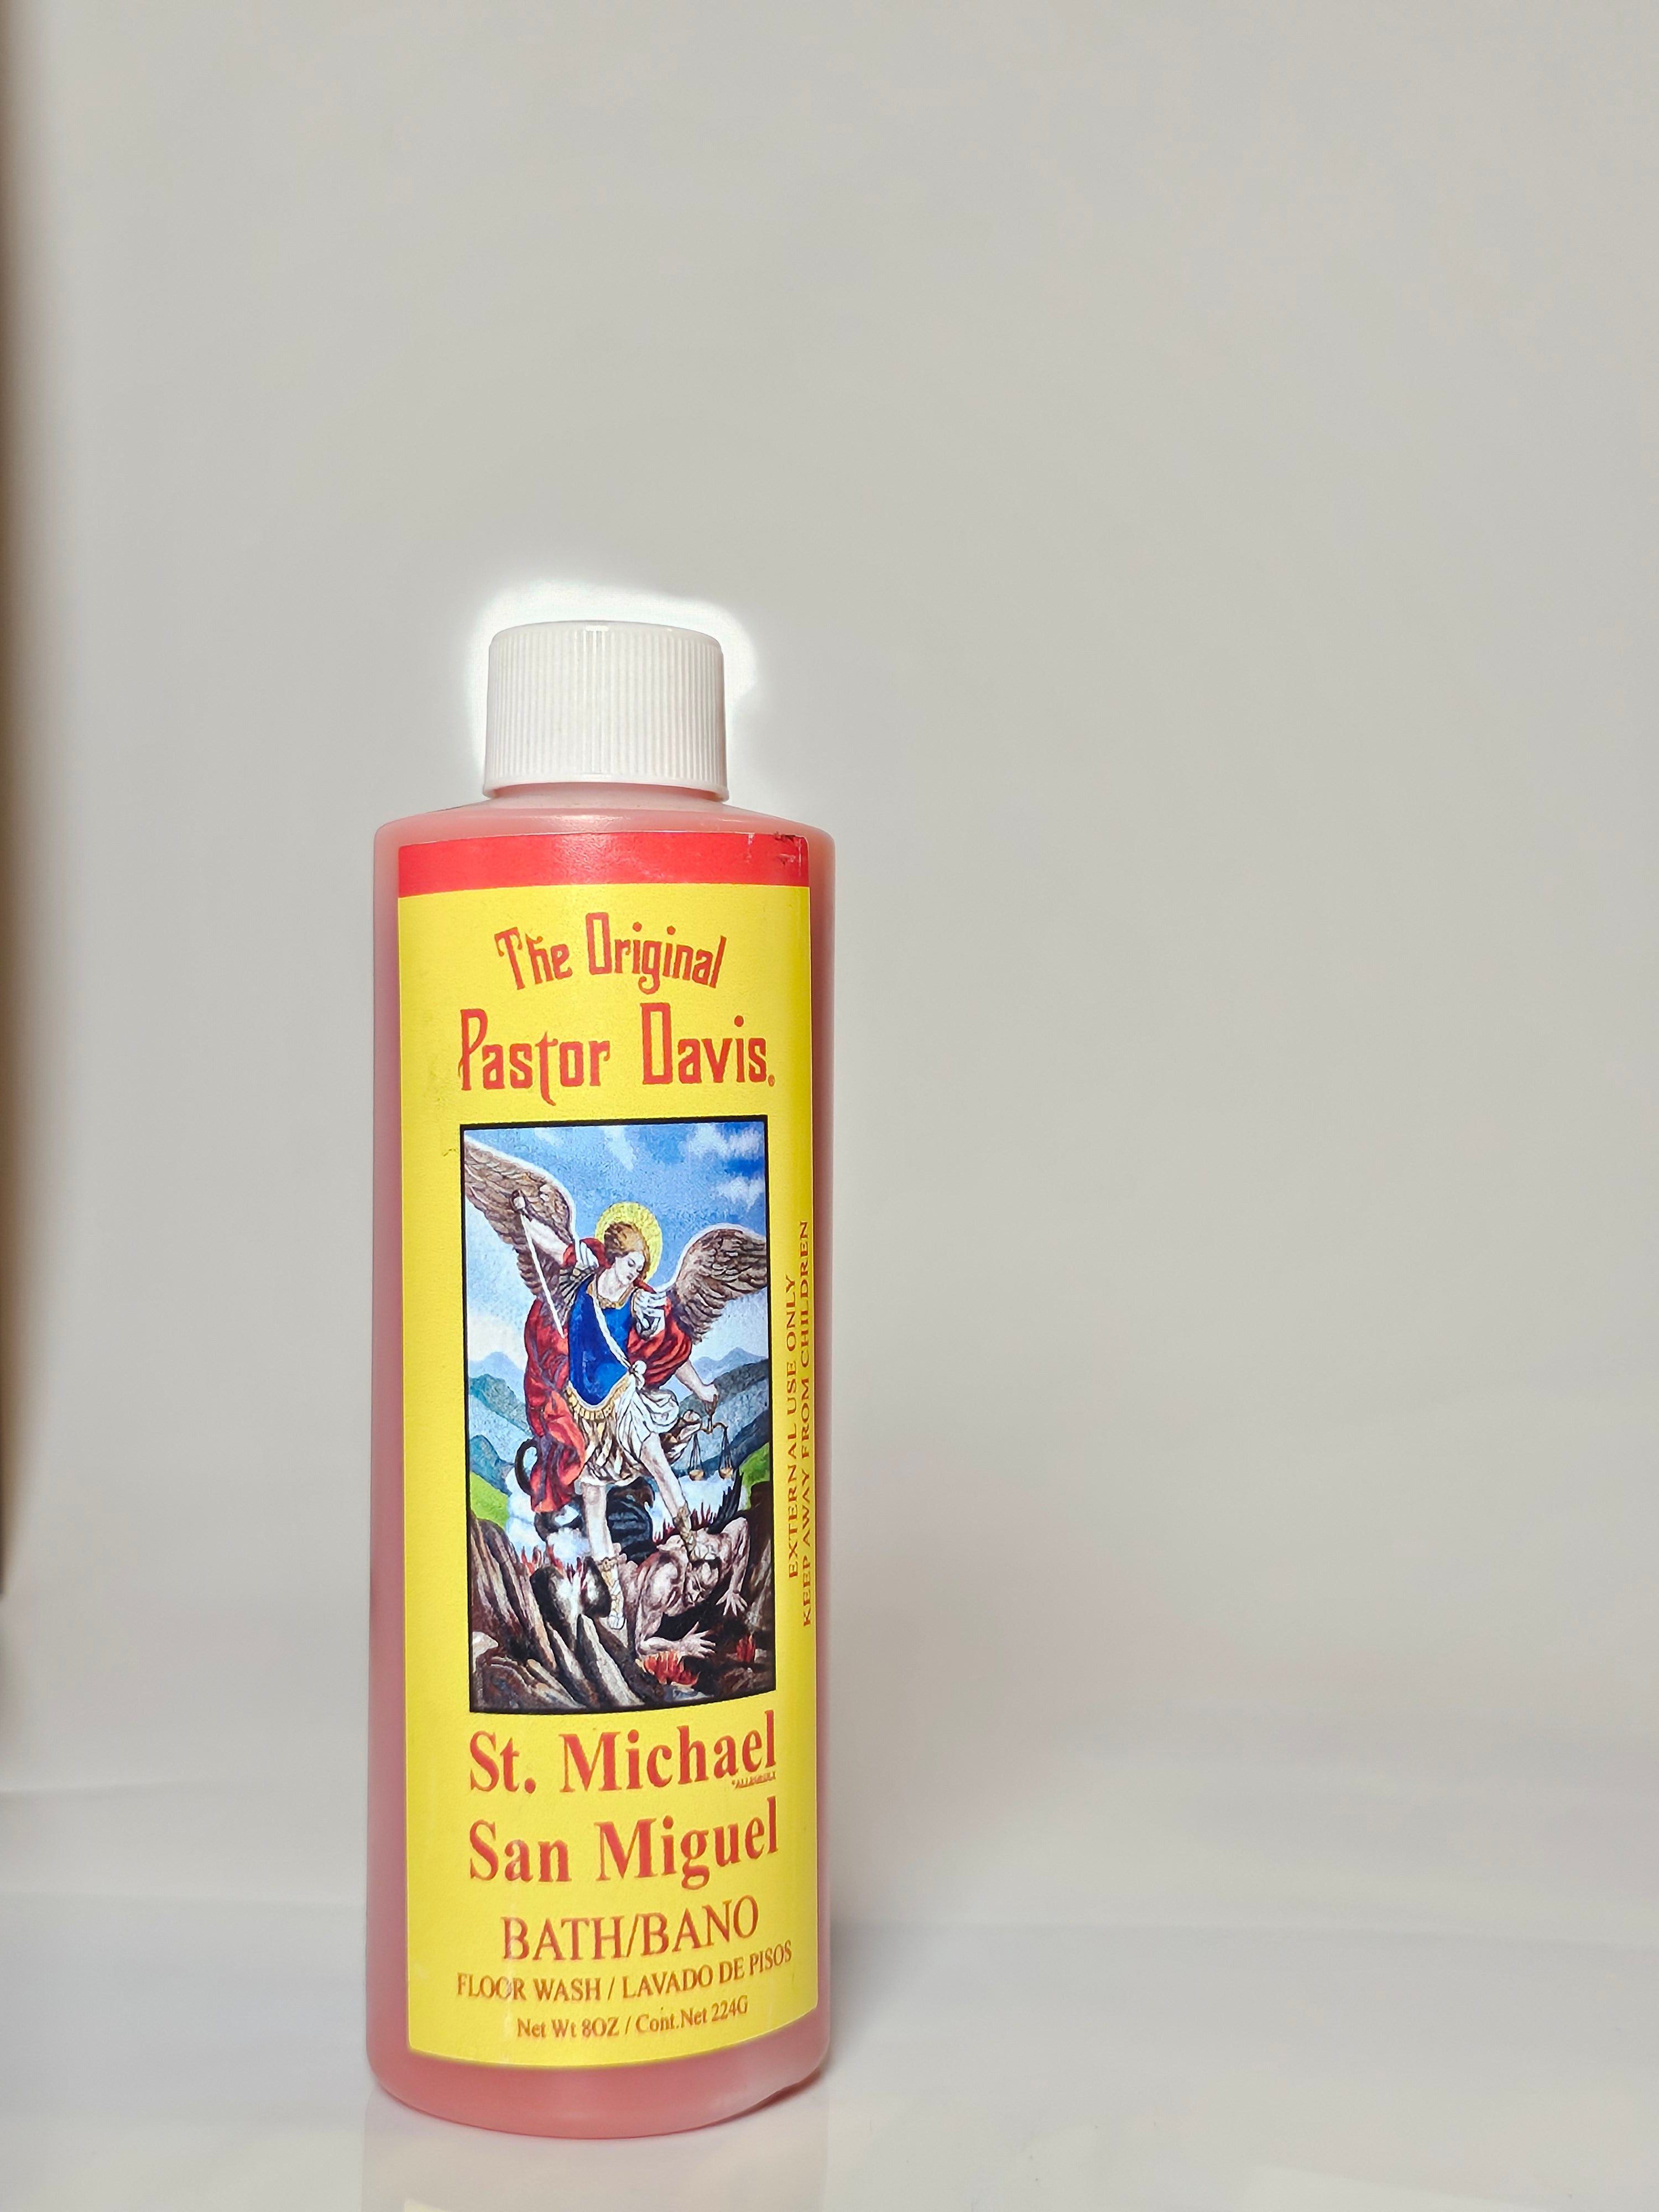 The Original
Pastor Davis®
EXTERNAL USE ONLY
KEEP AWAY FROM CHILDREN
St. Michael
*ALLEGEDLY
San Miguel
BATH/BANO
FLOOR WASH / LAVADO DE PISOS
Net Wt 8OZ / Cont.Net 224G